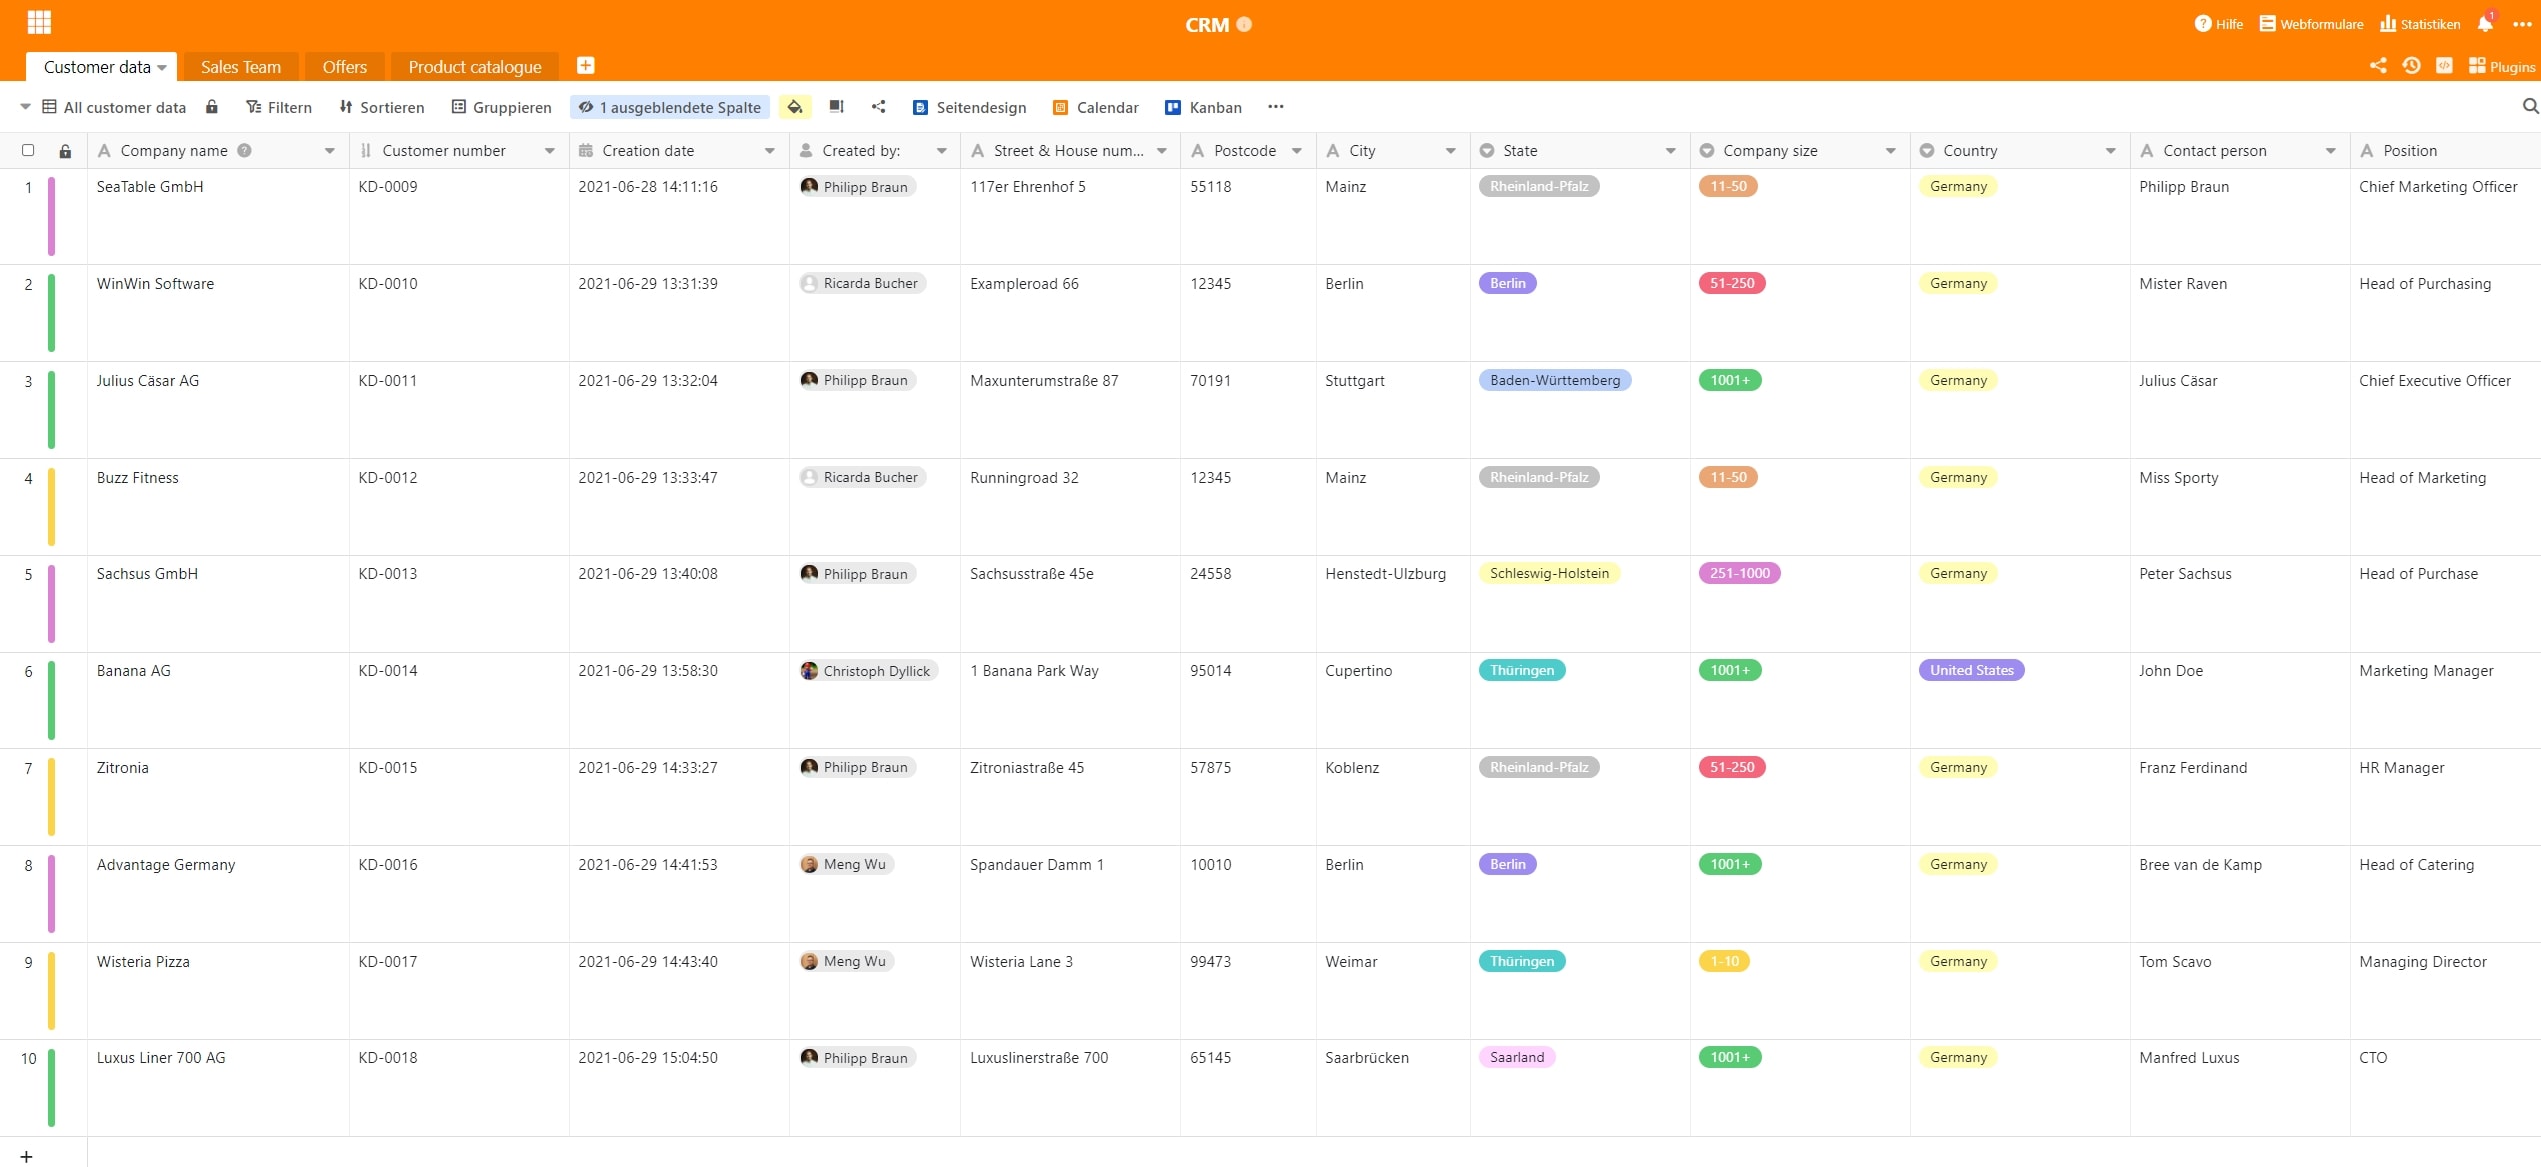 CRM
Hilfe Webformulare Statistiken 1
Customer data Sales Team Offers Product catalogue Plugins
All customer data Filtern Sortieren Gruppieren 1 ausgeblendete Spalte Seitendesign Calendar Kanban
Company name Customer number Creation date Created by: Street & House num... Postcode City State Company size Country Contact person Position
1 SeaTable GmbH KD-0009 2021-06-28 14:11:16 Philipp Braun 117er Ehrenhof 5 55118 Mainz Rheinland-Pfalz 11-50 Germany Philipp Braun Chief Marketing Officer
2 WinWin Software KD-0010 2021-06-29 13:31:39 Ricarda Bucher Exampleroad 66 12345 Berlin Berlin 51-250 Germany Mister Raven Head of Purchasing
3 Julius Cäsar AG KD-0011 2021-06-29 13:32:04 Philipp Braun Maxunterumstraße 87 70191 Stuttgart Baden-Württemberg 1001+ Germany Julius Cäsar Chief Executive Officer
4 Buzz Fitness KD-0012 2021-06-29 13:33:47 Ricarda Bucher Runningroad 32 12345 Mainz Rheinland-Pfalz 11-50 Germany Miss Sporty Head of Marketing
5 Sachsus GmbH KD-0013 2021-06-29 13:40:08 Philipp Braun Sachsusstraße 45e 24558 Henstedt-Ulzburg Schleswig-Holstein 251-1000 Germany Peter Sachsus Head of Purchase
6 Banana AG KD-0014 2021-06-29 13:58:30 Christoph Dyllick 1 Banana Park Way 95014 Cupertino Thüringen 1001+ United States John Doe Marketing Manager
7 Zitronia KD-0015 2021-06-29 14:33:27 Philipp Braun Zitroniastraße 45 57875 Koblenz Rheinland-Pfalz 51-250 Germany Franz Ferdinand HR Manager
8 Advantage Germany KD-0016 2021-06-29 14:41:53 Meng Wu Spandauer Damm 1 10010 Berlin Berlin 1001+ Germany Bree van de Kamp Head of Catering
9 Wisteria Pizza KD-0017 2021-06-29 14:43:40 Meng Wu Wisteria Lane 3 99473 Weimar Thüringen 1-10 Germany Tom Scavo Managing Director
10 Luxus Liner 700 AG KD-0018 2021-06-29 15:04:50 Philipp Braun Luxuslinerstraße 700 65145 Saarbrücken Saarland 1001+ Germany Manfred Luxus CTO